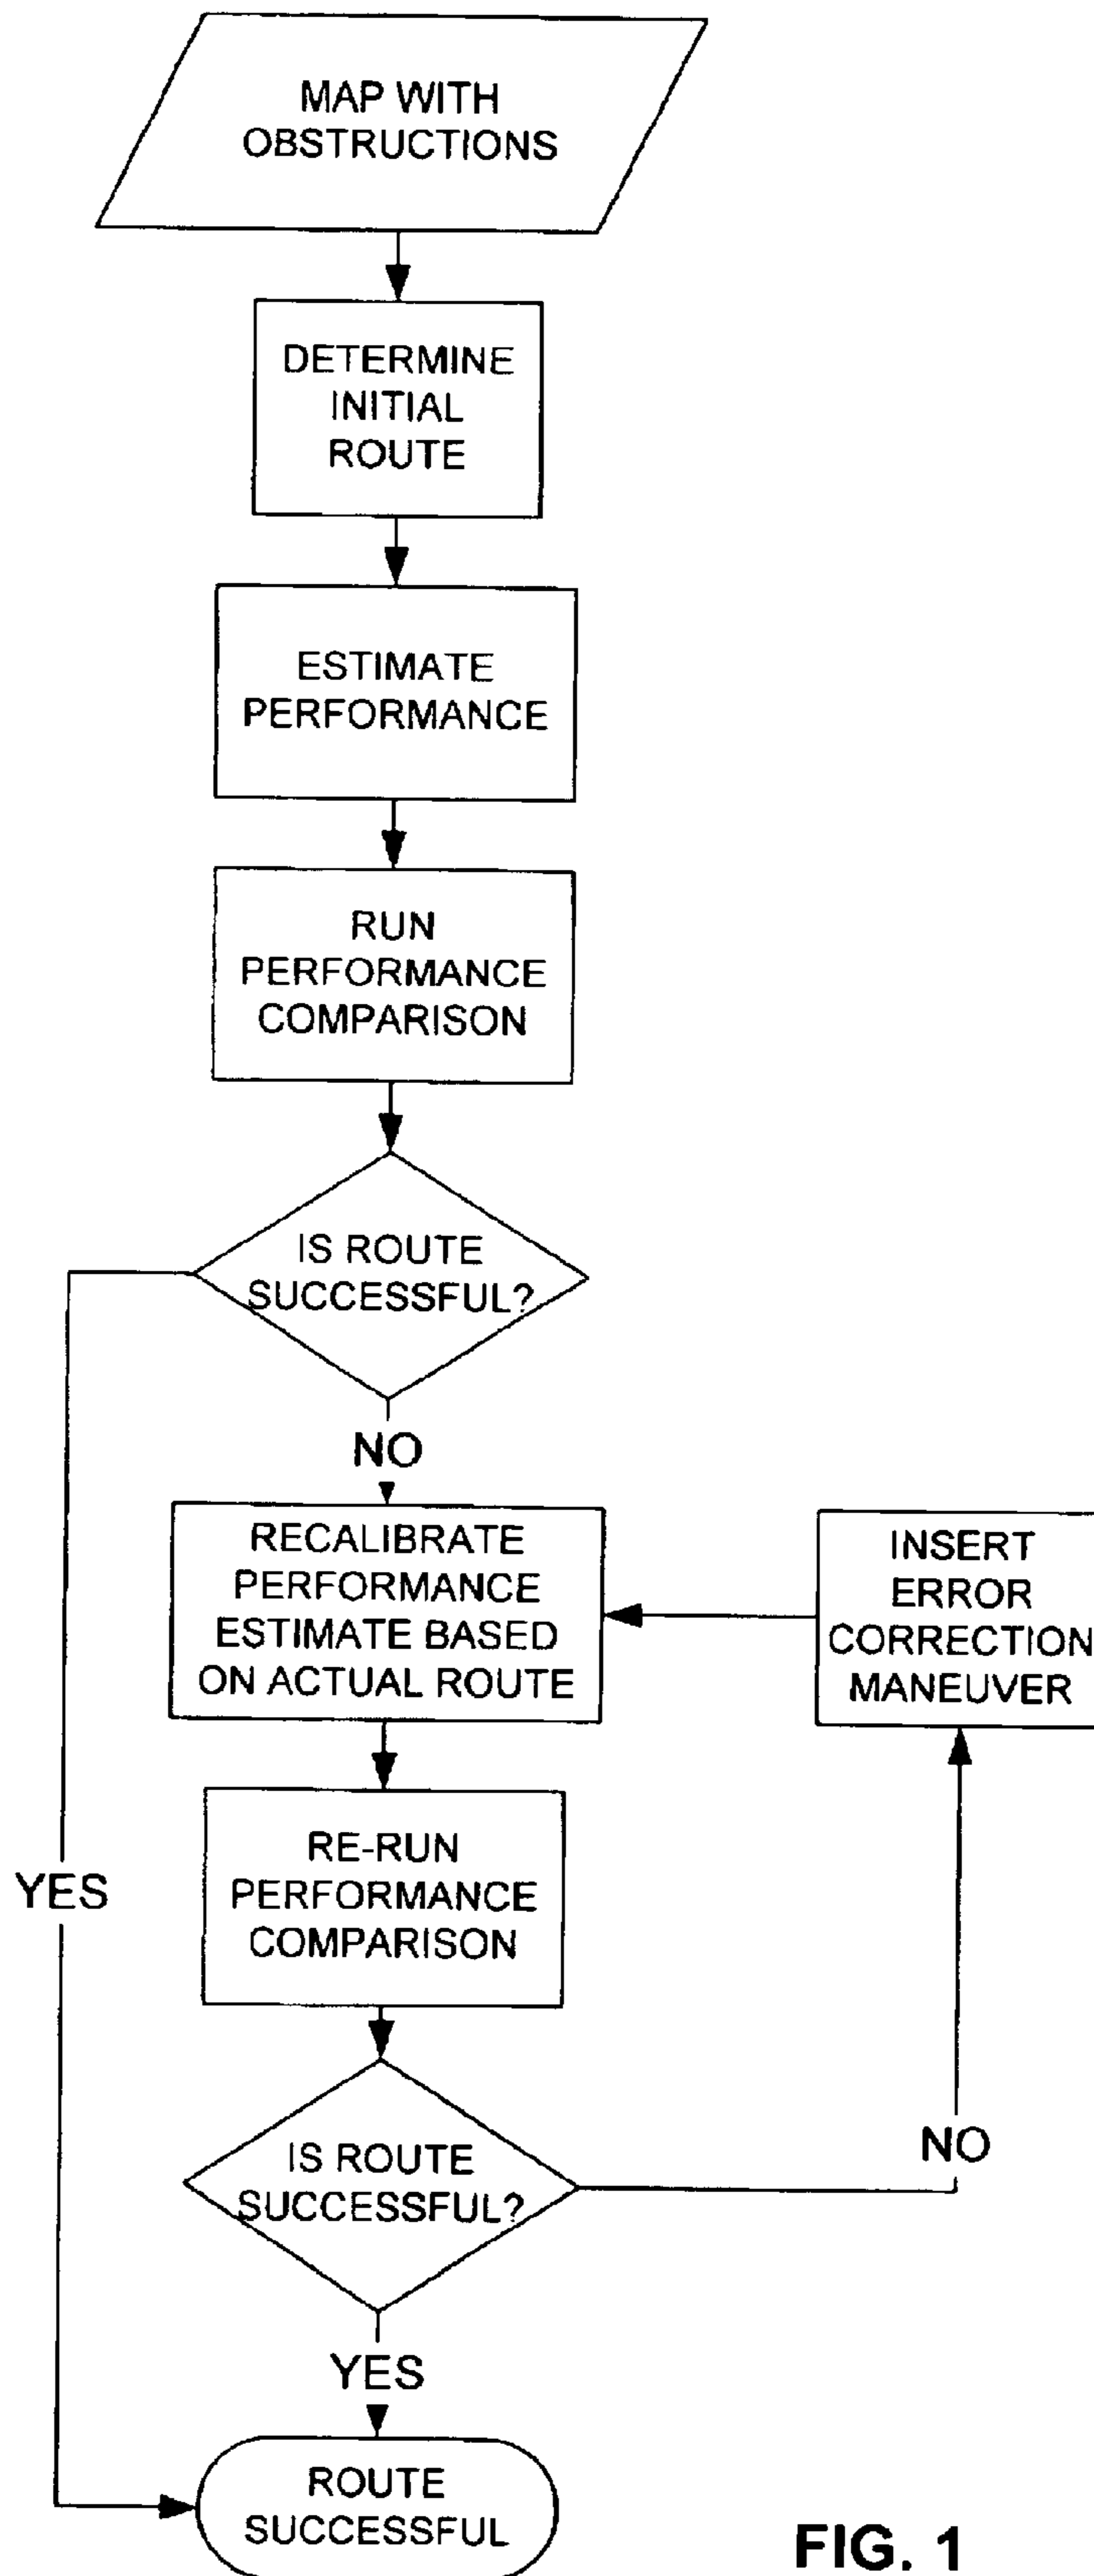 MAP WITH
OBSTRUCTIONS
DETERMINE
INITIAL
ROUTE
ESTIMATE
PERFORMANCE
RUN
PERFORMANCE
COMPARISON
IS ROUTE
SUCCESSFUL?
NO
RECALIBRATE
PERFORMANCE
ESTIMATE BASED
ON ACTUAL ROUTE
INSERT
ERROR
CORRECTION
MANEUVER
RE-RUN
PERFORMANCE
COMPARISON
YES
IS ROUTE
SUCCESSFUL?
NO
YES
ROUTE
SUCCESSFUL
FIG. 1